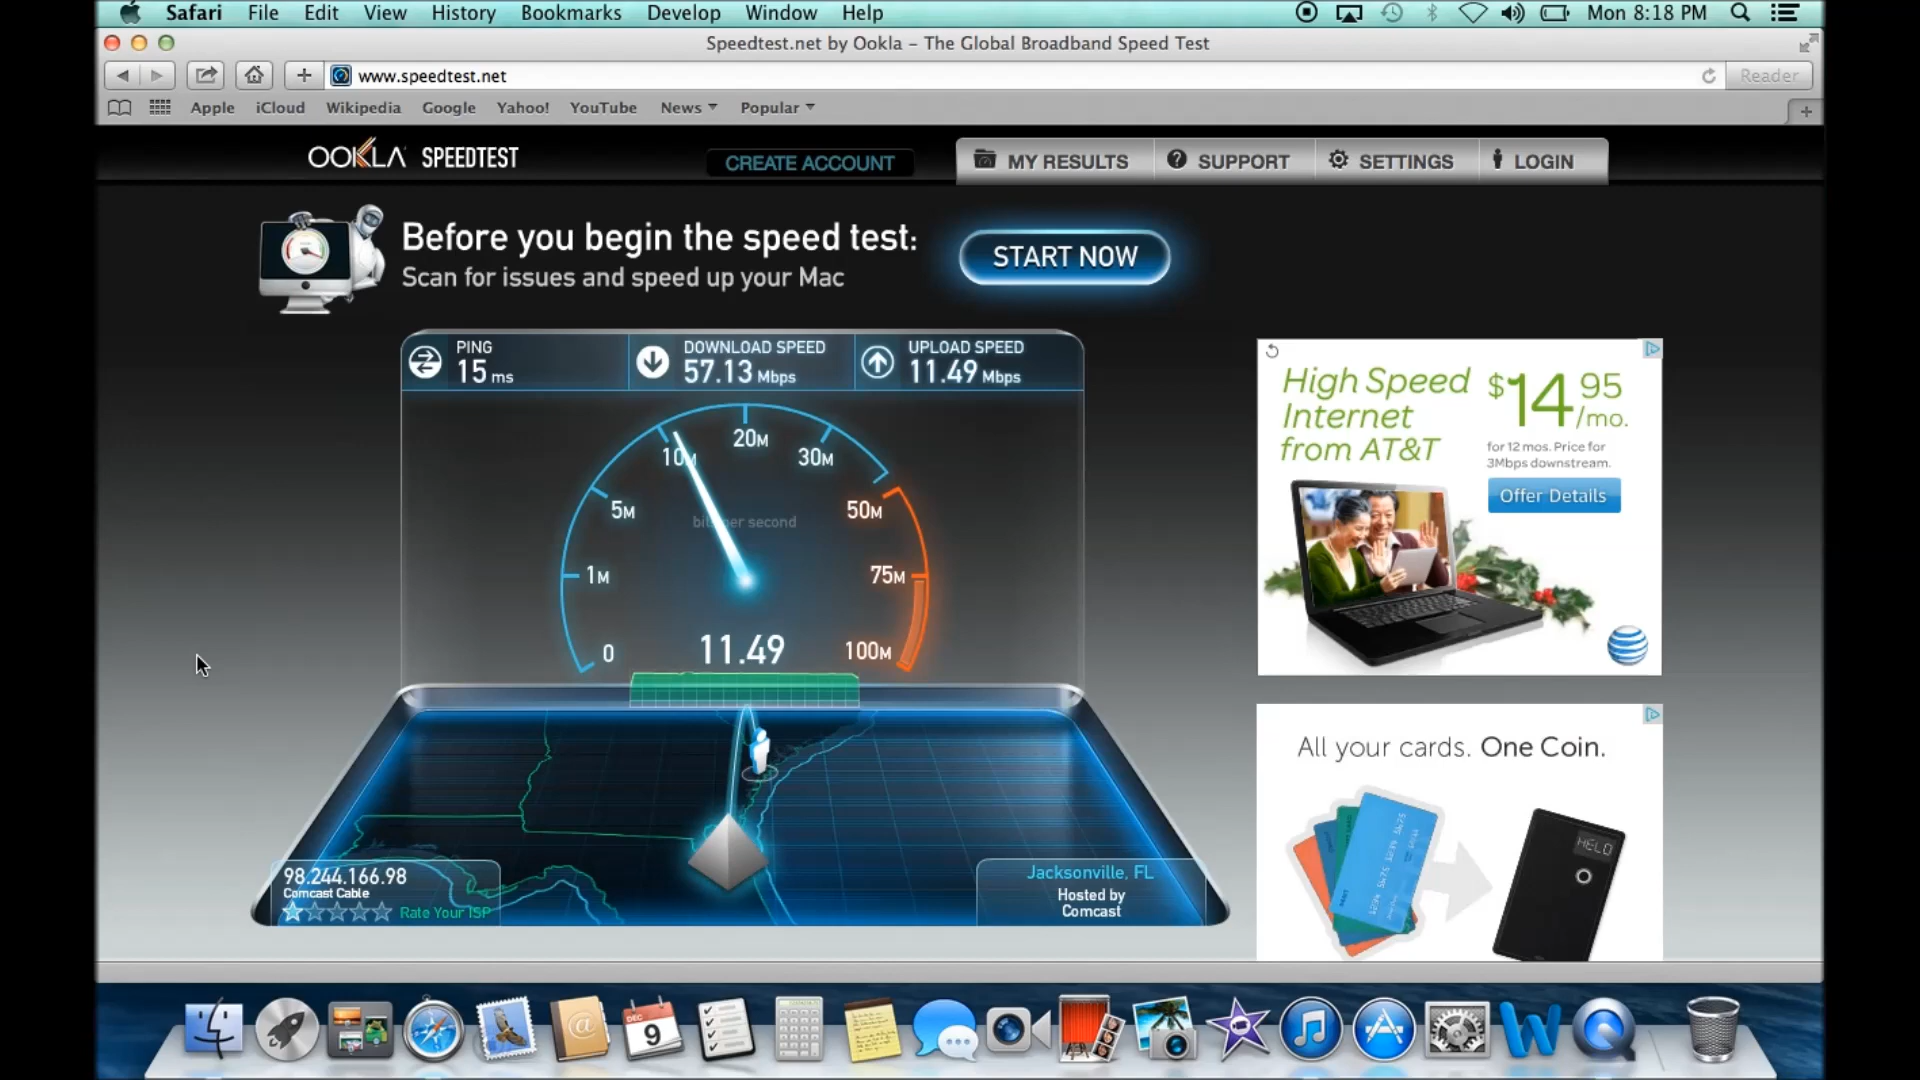 Safari File Edit View History Bookmarks Develop Window Help Mon 8:18 PM
Speedtest.net by Ookla – The Global Broadband Speed Test
www.speedtest.net Reader
Apple iCloud Wikipedia Google Yahoo! YouTube News Popular
OOKLA SPEEDTEST CREATE ACCOUNT MY RESULTS SUPPORT SETTINGS LOGIN
Before you begin the speed test:
Scan for issues and speed up your Mac
START NOW
PING
15 ms
DOWNLOAD SPEED
57.13 Mbps
UPLOAD SPEED
11.49 Mbps
20M
10M 30M
5M 50M
per second
1M 75M
0 11.49 100M
98.244.166.98
Comcast Cable
Rate Your ISP
Jacksonville, FL
Hosted by
Comcast
High Speed
Internet
from AT&T
$14.95
/mo.
for 12 mos. Price for
3Mbps downstream.
Offer Details
All your cards. One Coin.
DEC
9